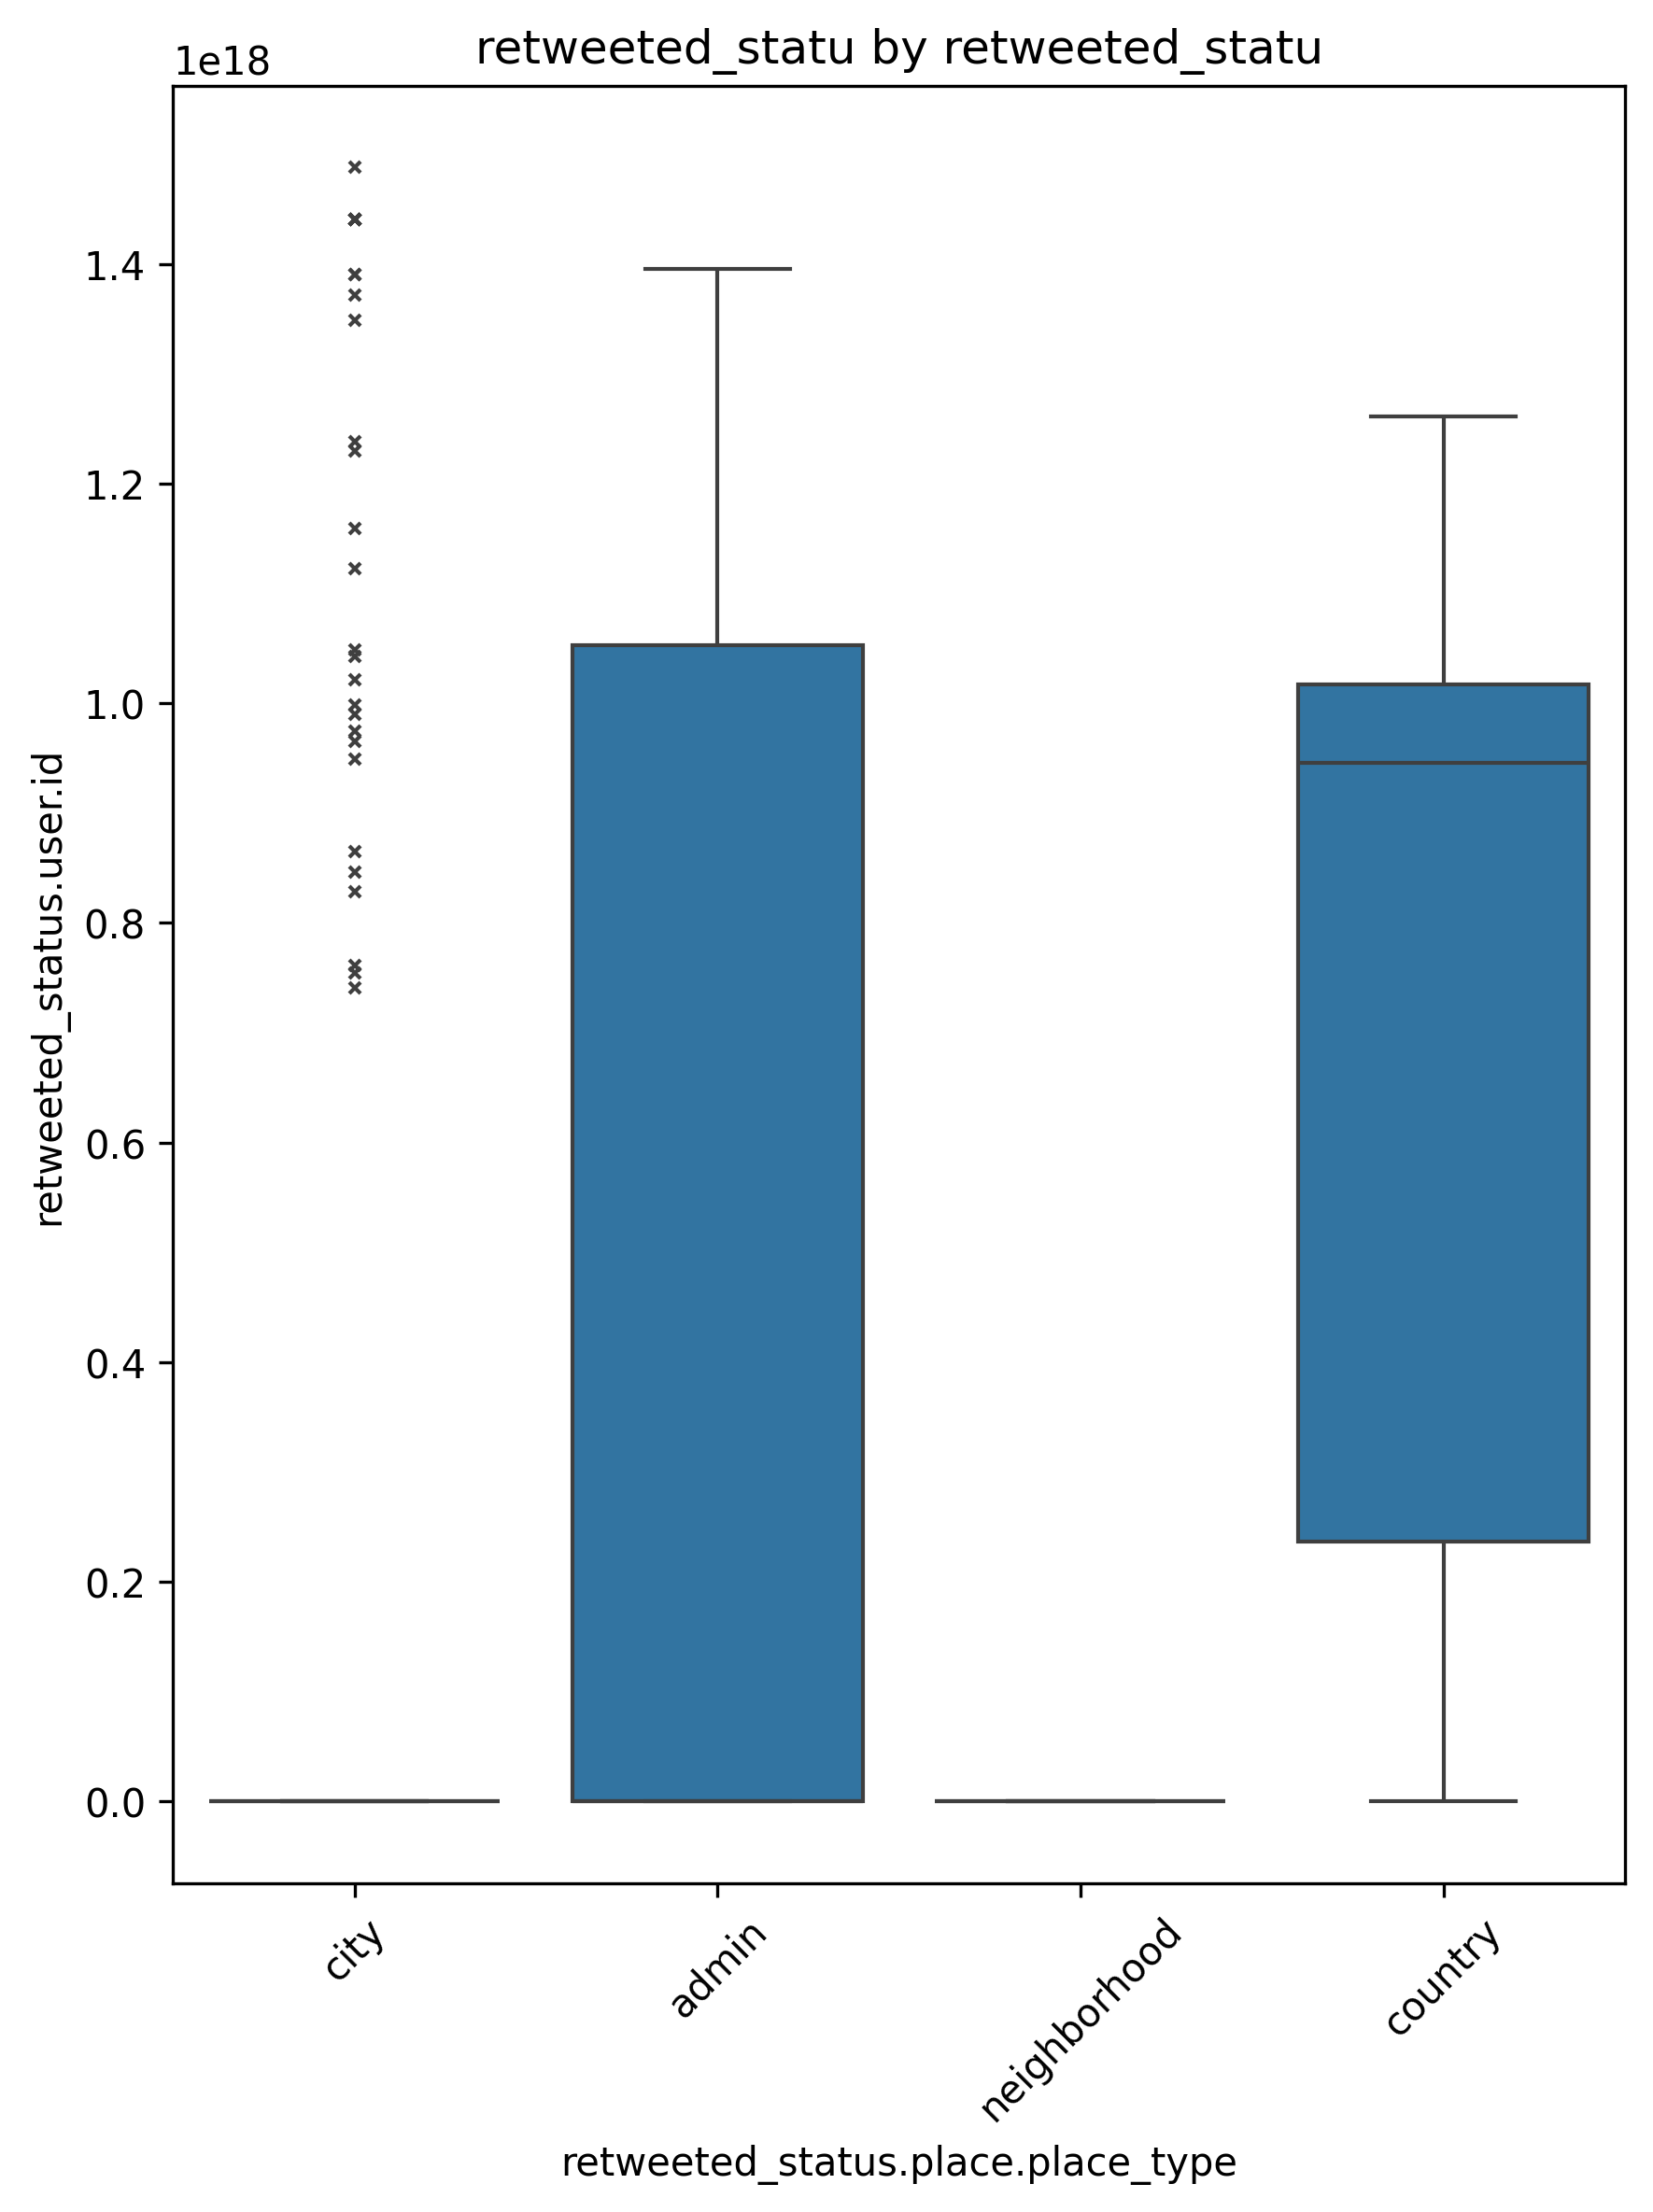 retweeted_statu by retweeted_statu
1e18
1.4
1.2
1.0
0.8
0.6
0.4
0.2
0.0
retweeted_status.user.id
city
admin
neighborhood
country
retweeted_status.place.place_type